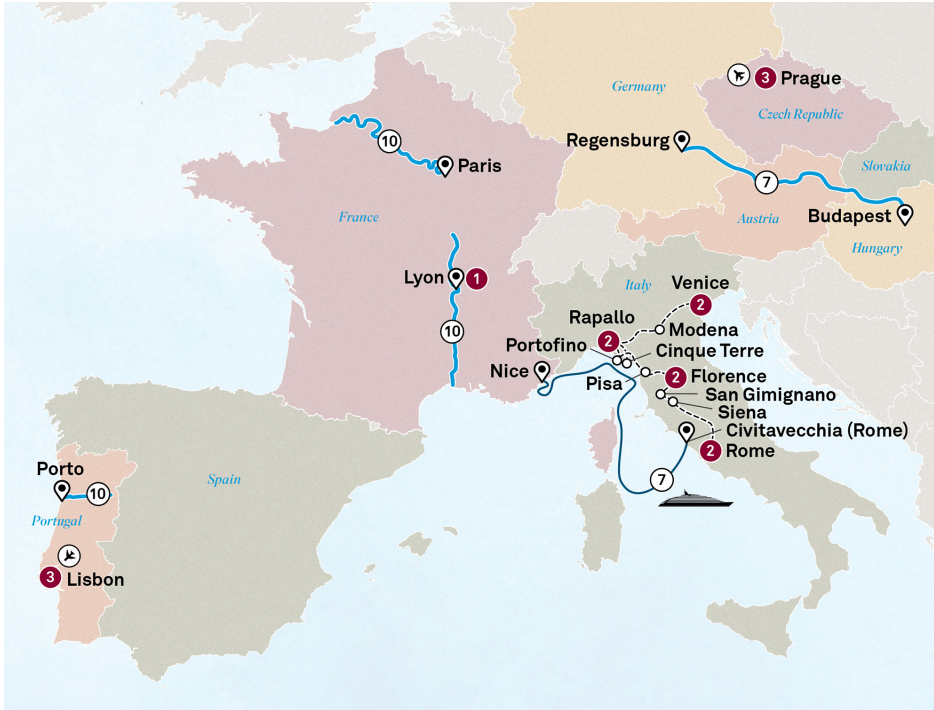 3 Prague
Germany
Czech Republic
Regensburg
10
Paris
Slovakia
7
France
Austria
Budapest
Hungary
Lyon 1
Italy
Venice
2
Rapallo
10
Modena
2
Portofino
Cinque Terre
Nice
Pisa
2 Florence
San Gimignano
Siena
Civitavecchia (Rome)
2 Rome
Porto
10
Spain
7
Portugal
3 Lisbon